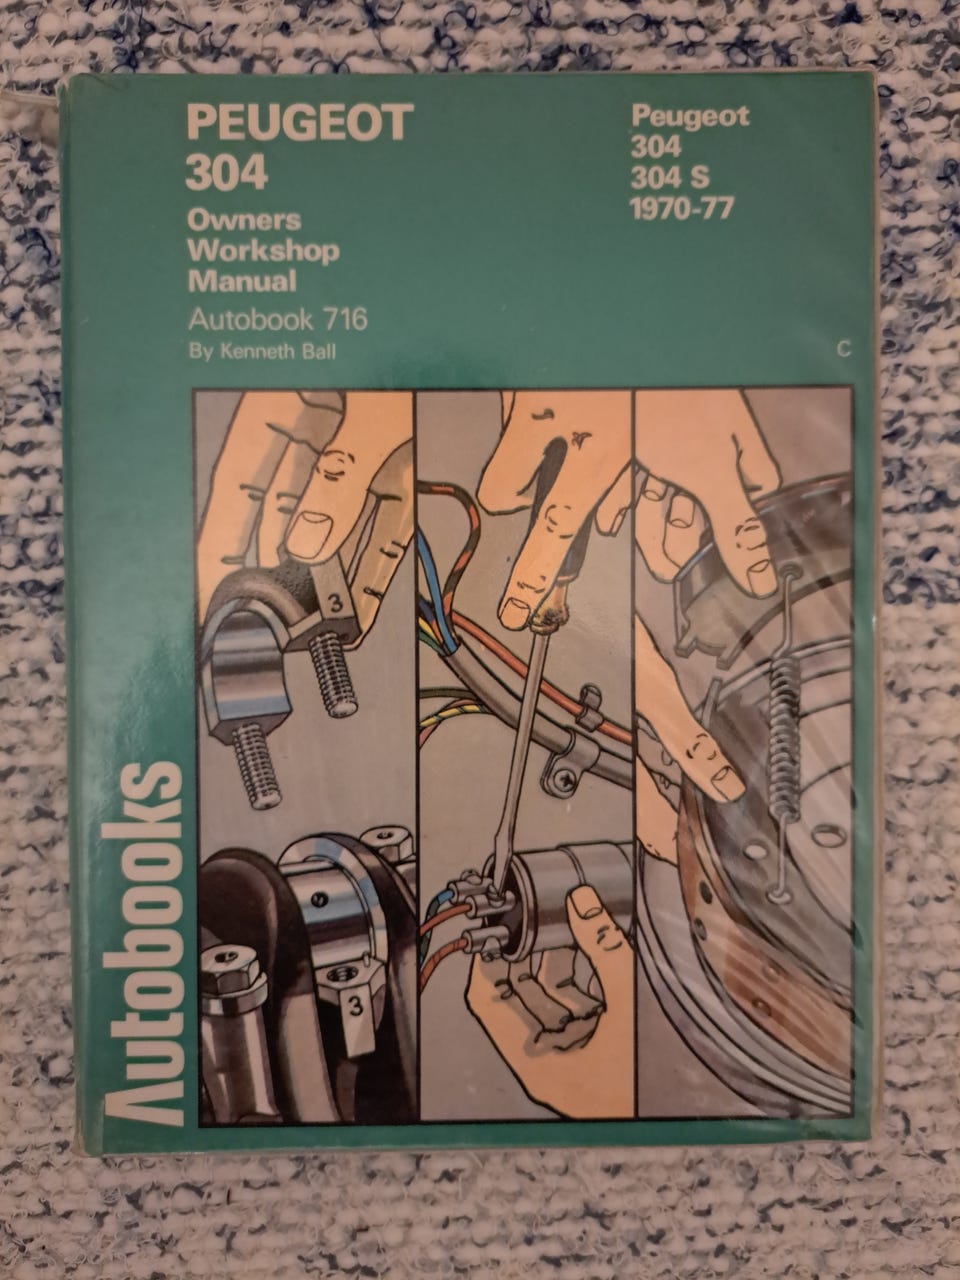 PEUGEOT
304
Owners
Workshop
Manual
Autobook 716
By Kenneth Ball
Peugeot
304
304 S
1970-77
C
3
3
Autobooks